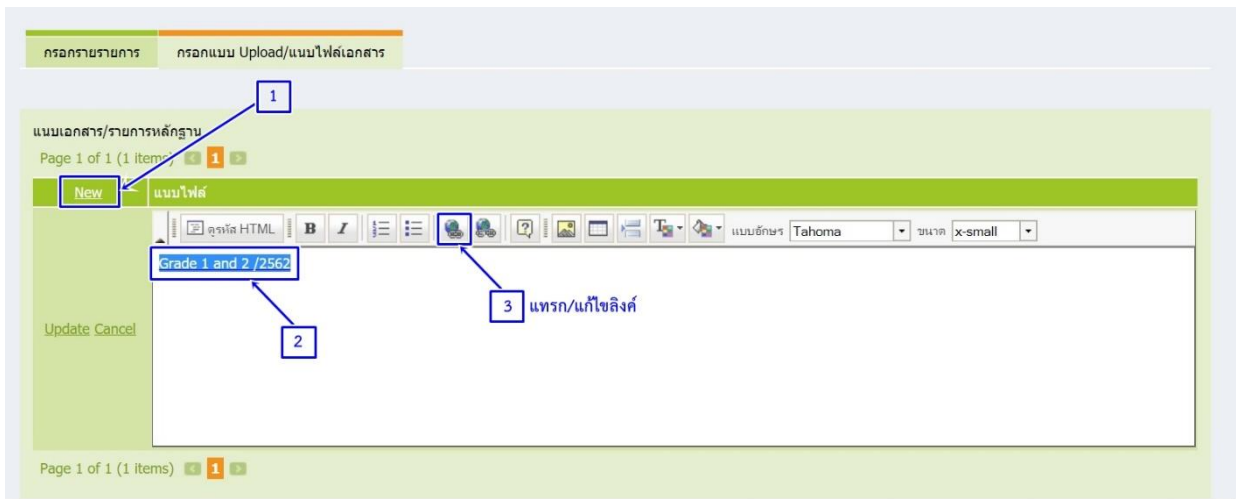 กรอกรายรายการ กรอกแบบ Upload/แนบไฟล์เอกสาร
1
แนบเอกสาร/รายการหลักฐาน
Page 1 of 1 (1 items) 1
New แนบไฟล์
ดูรหัส HTML B I แบบอักษร Tahoma ขนาด x-small
Grade 1 and 2 /2562
3 แทรก/แก้ไขลิงค์
Update Cancel
2
Page 1 of 1 (1 items) 1